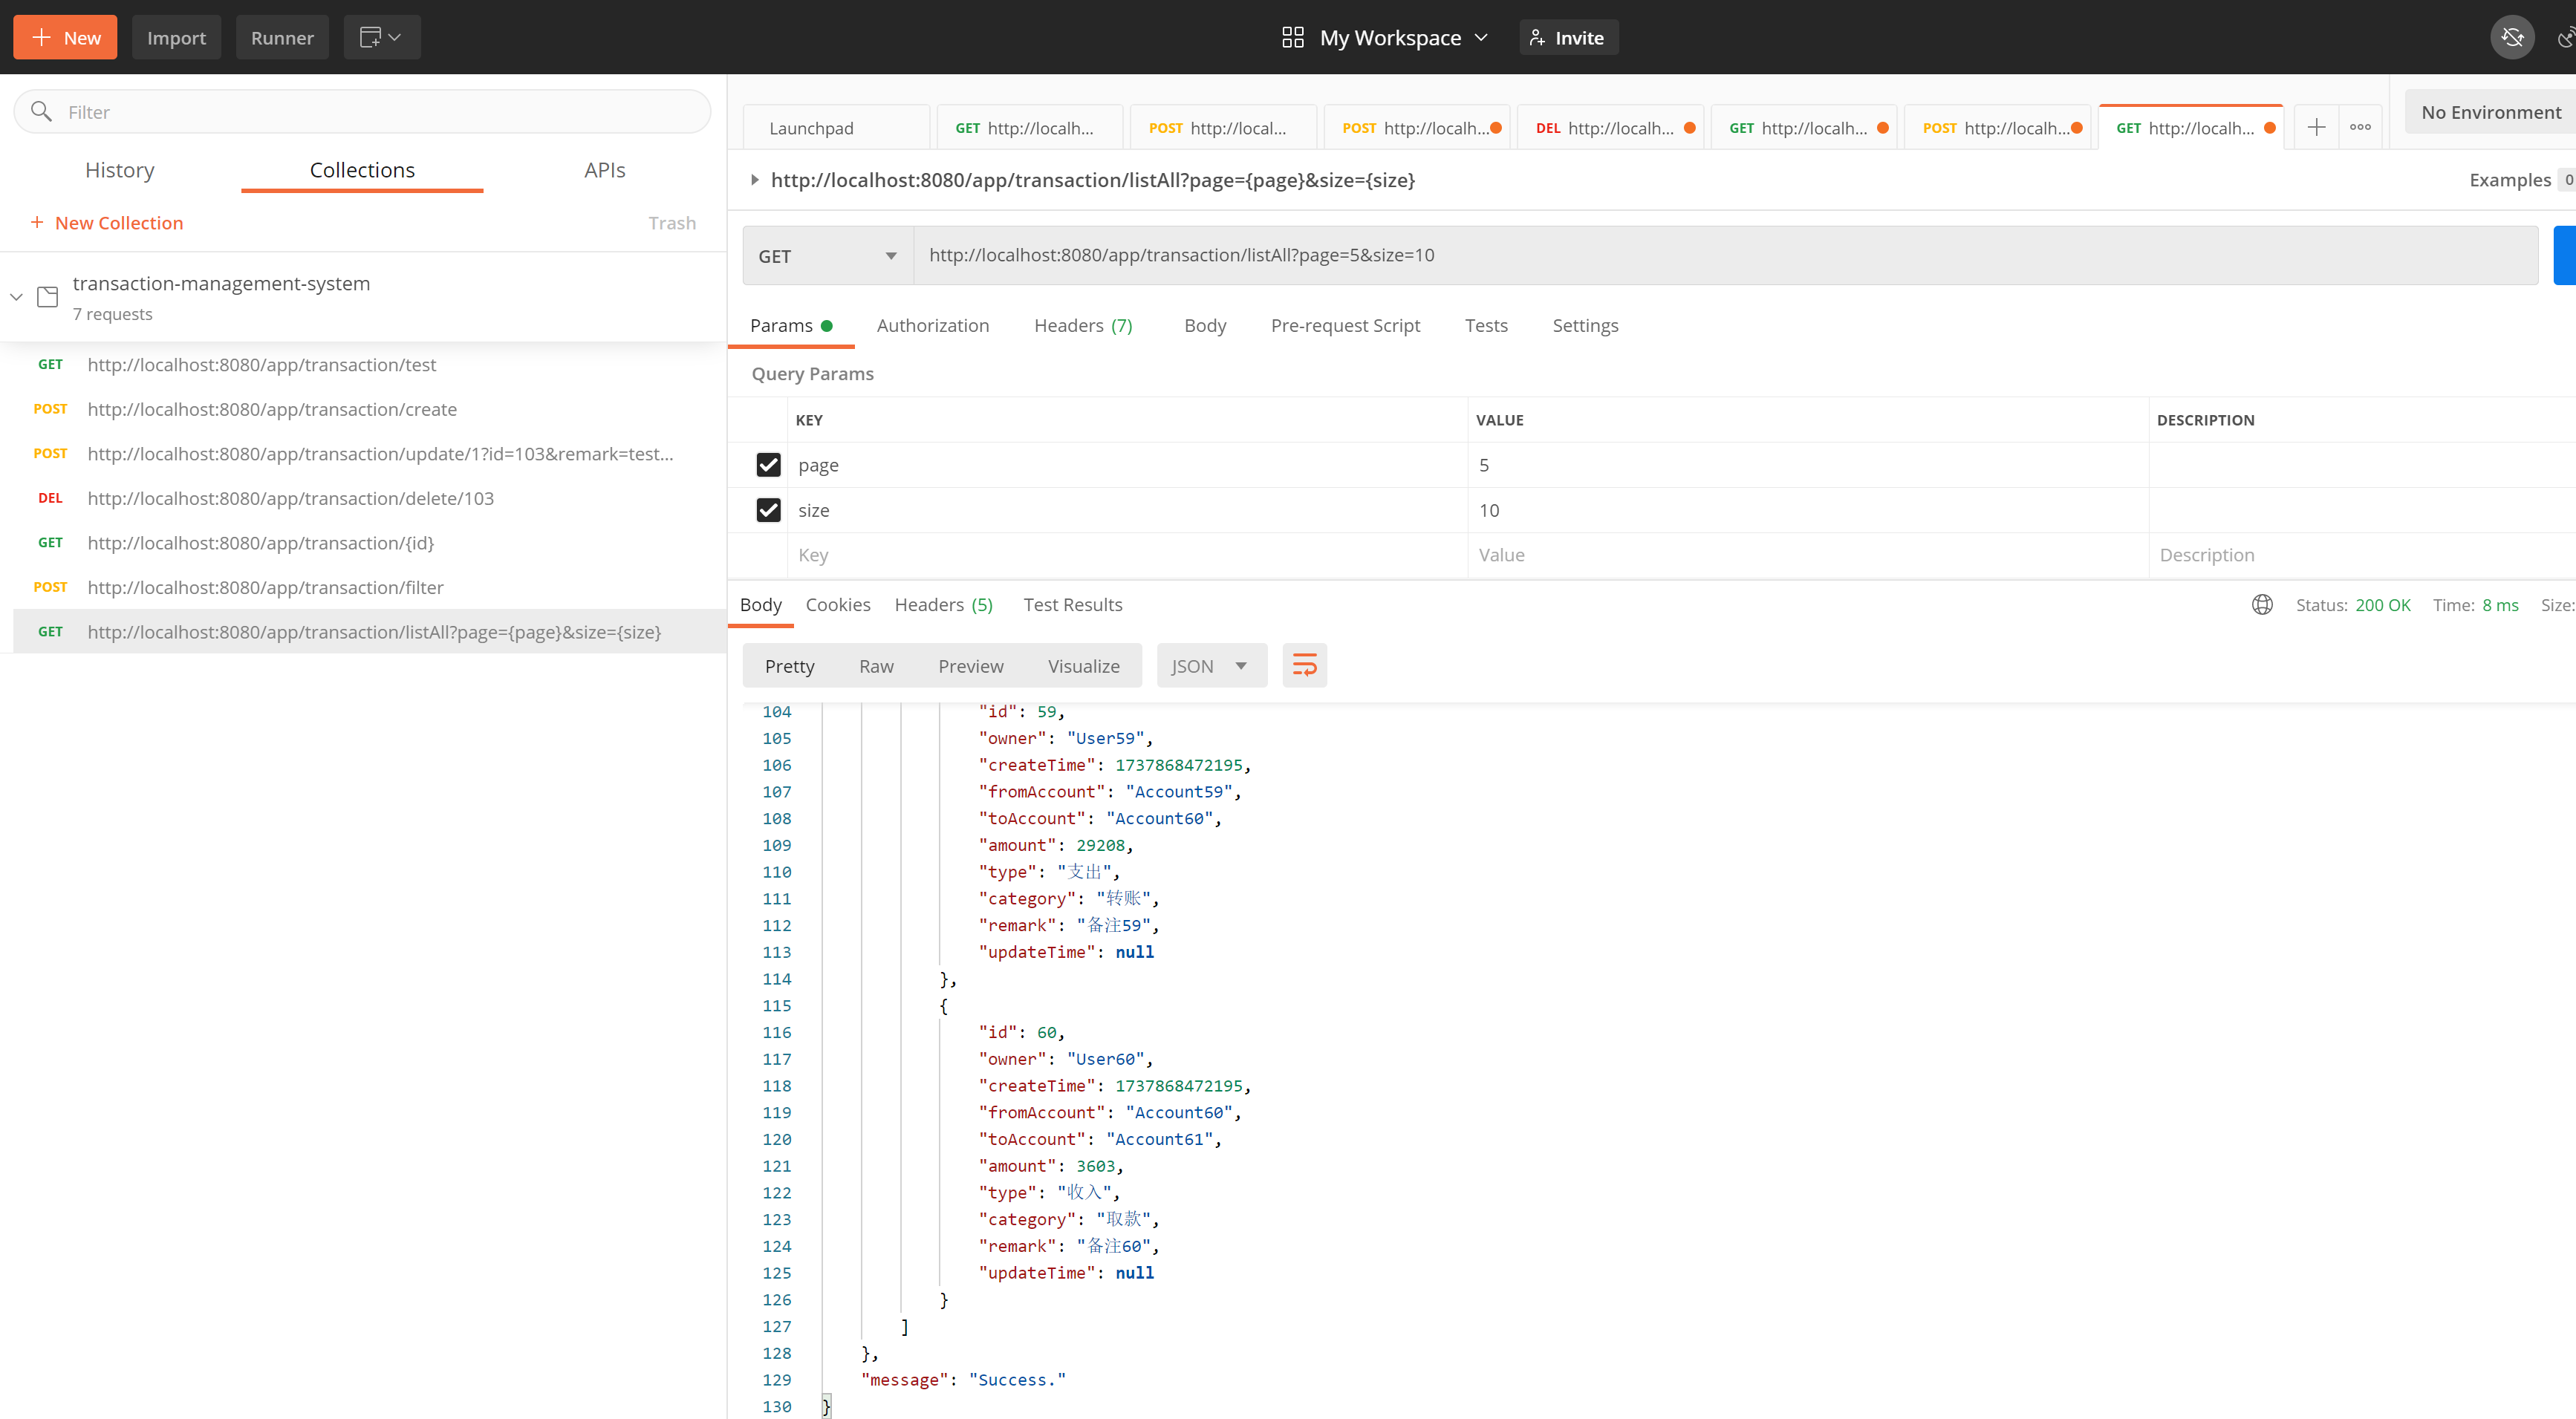 New
Import
Runner
My Workspace
Invite
Filter
History
Collections
APIs
New Collection
Trash
transaction-management-system
7 requests
GET http://localhost:8080/app/transaction/test
POST http://localhost:8080/app/transaction/create
POST http://localhost:8080/app/transaction/update/1?id=103&remark=test...
DEL http://localhost:8080/app/transaction/delete/103
GET http://localhost:8080/app/transaction/{id}
POST http://localhost:8080/app/transaction/filter
GET http://localhost:8080/app/transaction/listAll?page={page}&size={size}
Launchpad
GET http://localh...
POST http://local...
POST http://localh...
DEL http://localh...
GET http://localh...
POST http://localh...
GET http://localh...
No Environment
http://localhost:8080/app/transaction/listAll?page={page}&size={size}
Examples 0
GET
http://localhost:8080/app/transaction/listAll?page=5&size=10
Params
Authorization
Headers (7)
Body
Pre-request Script
Tests
Settings
Query Params
KEY VALUE DESCRIPTION
page 5
size 10
Key Value Description
Body
Cookies
Headers (5)
Test Results
Status: 200 OK
Time: 8 ms
Size:
Pretty
Raw
Preview
Visualize
JSON
104 "id": 59,
105 "owner": "User59",
106 "createTime": 1737868472195,
107 "fromAccount": "Account59",
108 "toAccount": "Account60",
109 "amount": 29208,
110 "type": "支出",
111 "category": "转账",
112 "remark": "备注59",
113 "updateTime": null
114 },
115 {
116 "id": 60,
117 "owner": "User60",
118 "createTime": 1737868472195,
119 "fromAccount": "Account60",
120 "toAccount": "Account61",
121 "amount": 3603,
122 "type": "收入",
123 "category": "取款",
124 "remark": "备注60",
125 "updateTime": null
126 }
127 ]
128 },
129 "message": "Success."
130 }